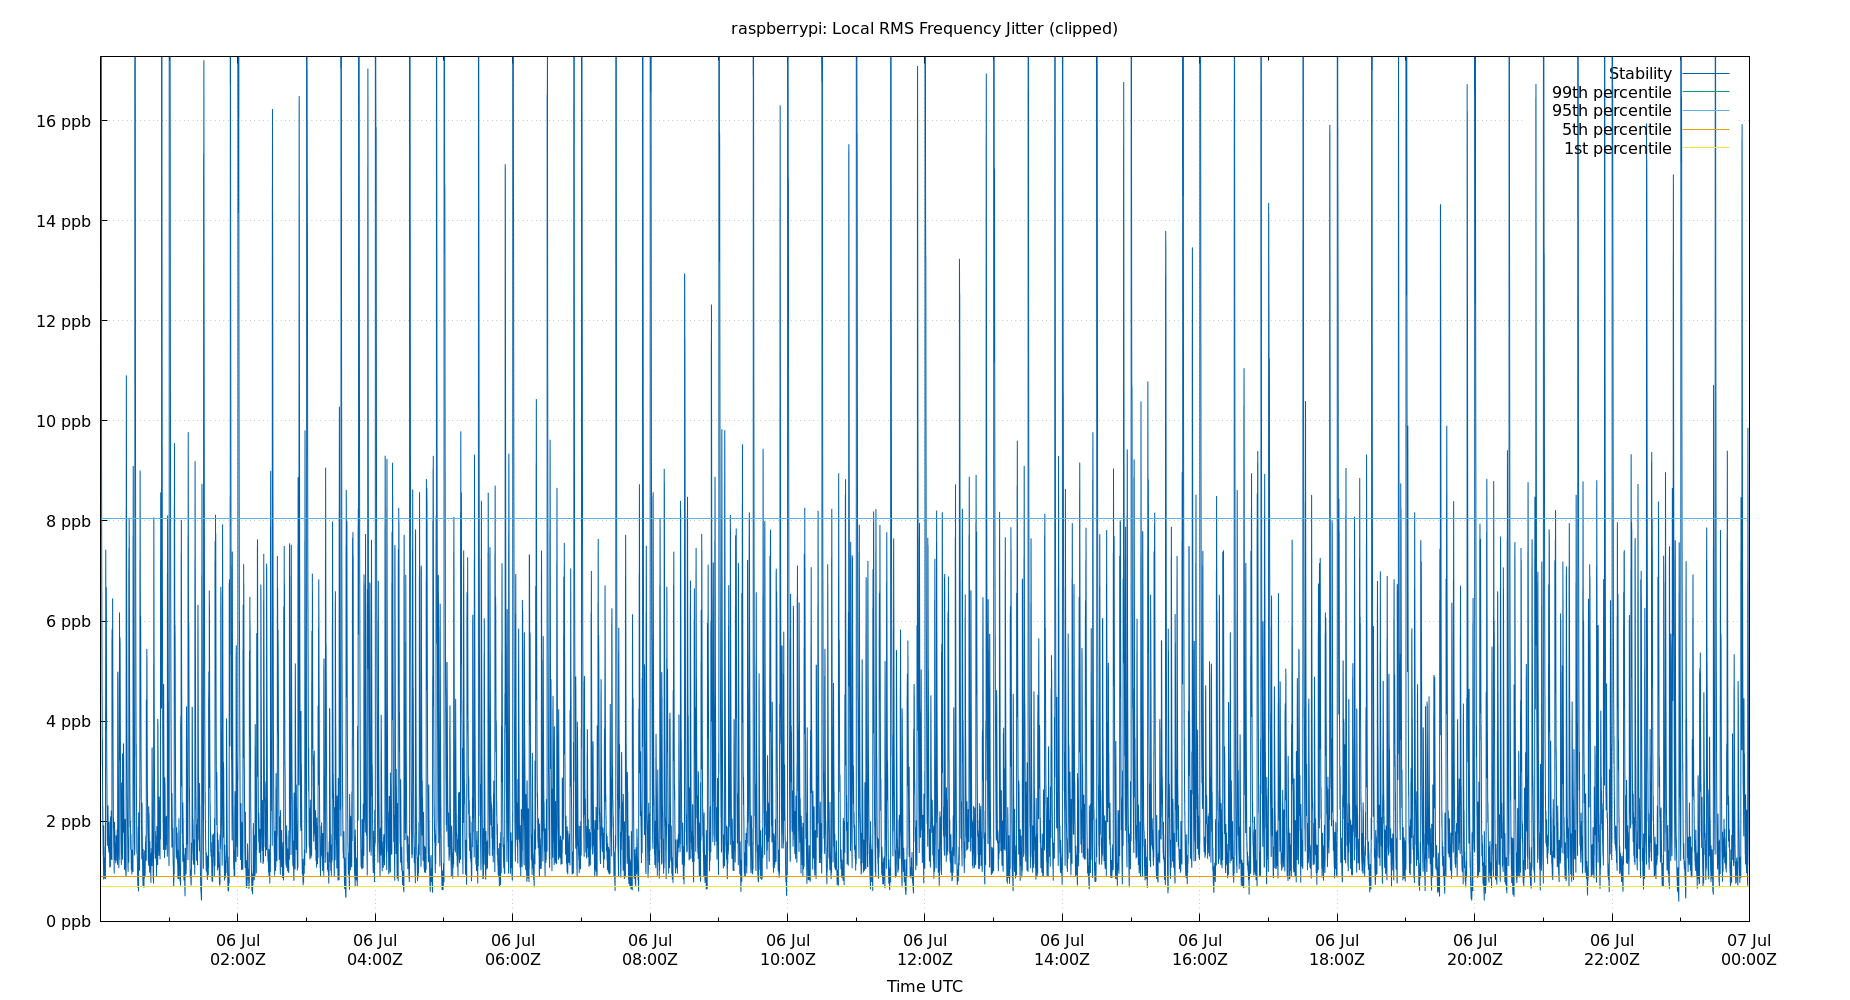 raspberrypi: Local RMS Frequency Jitter (clipped)
Stability
99th percentile
95th percentile
5th percentile
1st percentile
16 ppb
14 ppb
12 ppb
10 ppb
8 ppb
6 ppb
4 ppb
2 ppb
0 ppb
06 Jul 06 Jul 06 Jul 06 Jul 06 Jul 06 Jul 06 Jul 06 Jul 06 Jul 06 Jul 06 Jul 07 Jul
02:00Z 04:00Z 06:00Z 08:00Z 10:00Z 12:00Z 14:00Z 16:00Z 18:00Z 20:00Z 22:00Z 00:00Z
Time UTC